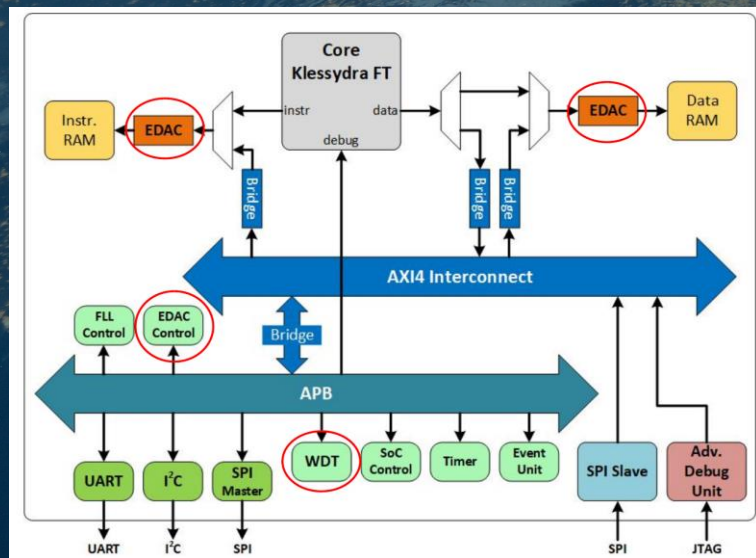 Core
Klessydra FT
instr
data
debug
Instr.
RAM
EDAC
EDAC
Data
RAM
Bridge
Bridge
Bridge
AXI4 Interconnect
FLL
Control
EDAC
Control
Bridge
APB
UART
I²C
SPI
Master
WDT
SoC
Control
Timer
Event
Unit
SPI Slave
Adv.
Debug
Unit
UART
I²C
SPI
SPI
JTAG